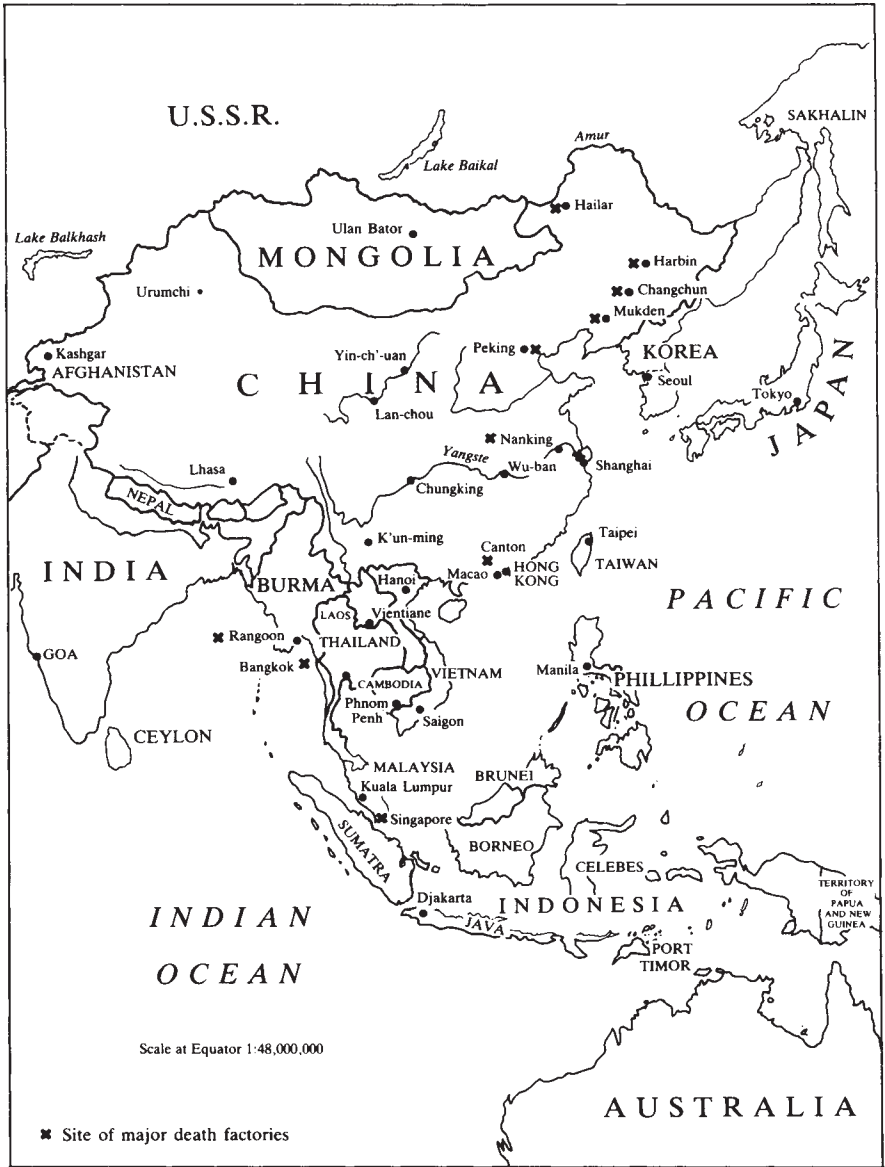 U.S.S.R.
SAKHALIN
Amur
Lake Baikal
Hailar
Ulan Bator
Lake Balkhash
MONGOLIA
Harbin
Urumchi
Changchun
Mukden
Kashgar
AFGHANISTAN
Yin-ch'-uan
Peking
KOREA
Seoul
CHINA
Tokyo
JAPAN
Lan-chou
Nanking
Yangste
Wu-ban
Shanghai
Lhasa
Chungking
NEPAL
K'un-ming
Taipei
TAIWAN
Canton
Macao
HONG
KONG
INDIA
BURMA
Hanoi
PACIFIC
LAOS
Vientiane
Rangoon
THAILAND
GOA
Bangkok
VIETNAM
Manila
PHILLIPPINES
CAMBODIA
Phnom
Penh
Saigon
OCEAN
CEYLON
MALAYSIA
Kuala Lumpur
BRUNEI
Singapore
SUMATRA
BORNEO
CELEBES
Djakarta
INDONESIA
TERRITORY
OF
PAPUA
AND NEW
GUINEA
JAVA
PORT
TIMOR
INDIAN
OCEAN
Scale at Equator 1:48,000,000
AUSTRALIA
✖ Site of major death factories